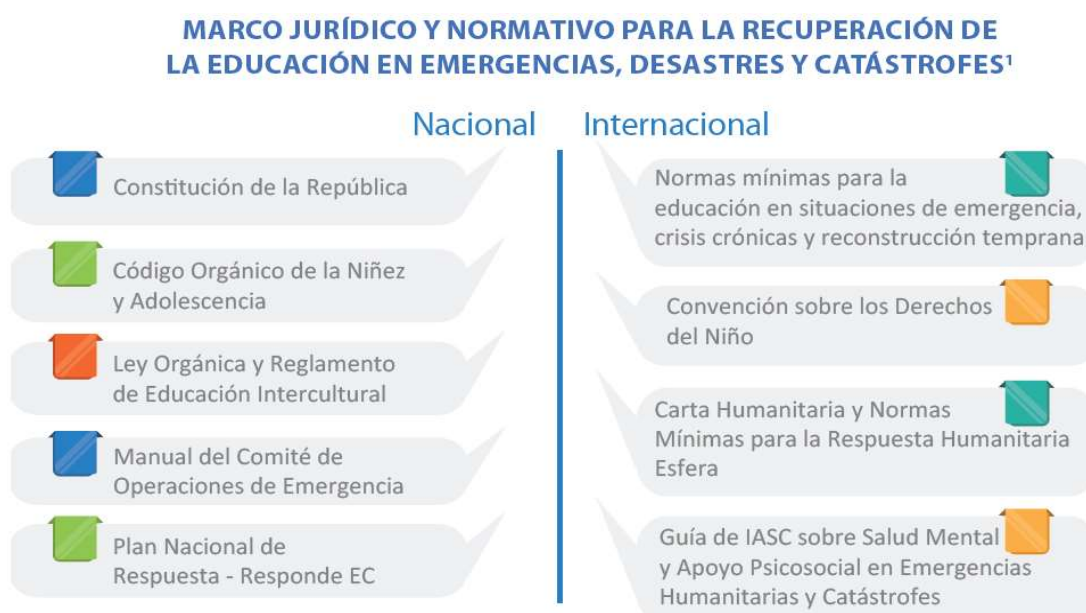 MARCO JURÍDICO Y NORMATIVO PARA LA RECUPERACIÓN DE
LA EDUCACIÓN EN EMERGENCIAS, DESASTRES Y CATÁSTROFES¹
Nacional
Constitución de la República
Código Orgánico de la Niñez
y Adolescencia
Ley Orgánica y Reglamento
de Educación Intercultural
Manual del Comité de
Operaciones de Emergencia
Plan Nacional de
Respuesta - Responde EC
Internacional
Normas mínimas para la
educación en situaciones de emergencia,
crisis crónicas y reconstrucción temprana
Convención sobre los Derechos
del Niño
Carta Humanitaria y Normas
Mínimas para la Respuesta Humanitaria
Esfera
Guía de IASC sobre Salud Mental
y Apoyo Psicosocial en Emergencias
Humanitarias y Catástrofes